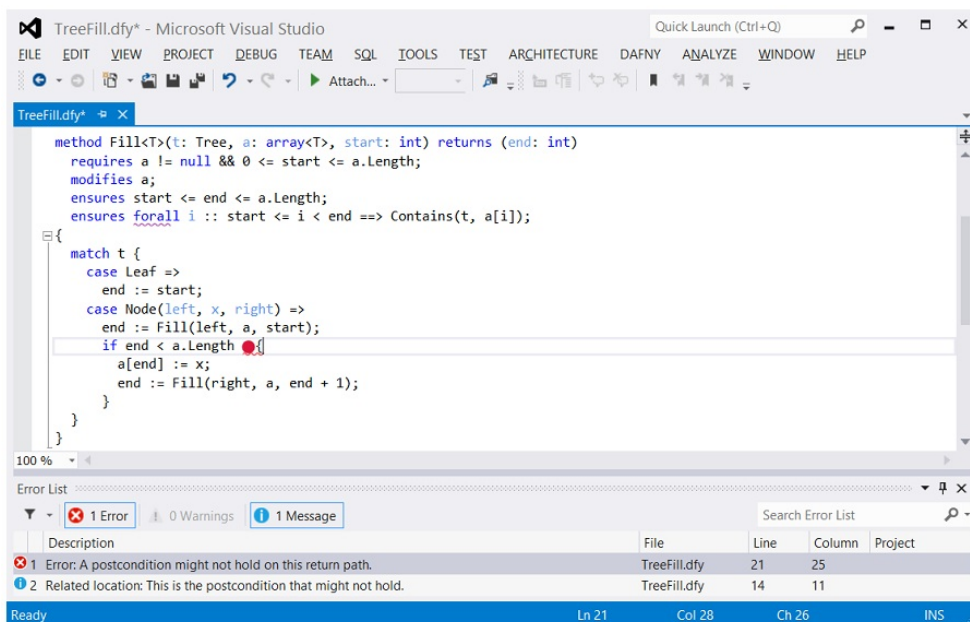 TreeFill.dfy* - Microsoft Visual Studio
Quick Launch (Ctrl+Q)
FILE EDIT VIEW PROJECT DEBUG TEAM SQL TOOLS TEST ARCHITECTURE DAFNY ANALYZE WINDOW HELP
Attach...
TreeFill.dfy*
method Fill<T>(t: Tree, a: array<T>, start: int) returns (end: int)
requires a != null && 0 <= start <= a.Length;
modifies a;
ensures start <= end <= a.Length;
ensures forall i :: start <= i < end ==> Contains(t, a[i]);
{
match t {
case Leaf =>
end := start;
case Node(left, x, right) =>
end := Fill(left, a, start);
if end < a.Length {
a[end] := x;
end := Fill(right, a, end + 1);
}
}
}
100 %
Error List
1 Error 0 Warnings 1 Message
Search Error List
Description File Line Column Project
1 Error: A postcondition might not hold on this return path. TreeFill.dfy 21 25
2 Related location: This is the postcondition that might not hold. TreeFill.dfy 14 11
Ready Ln 21 Col 28 Ch 26 INS